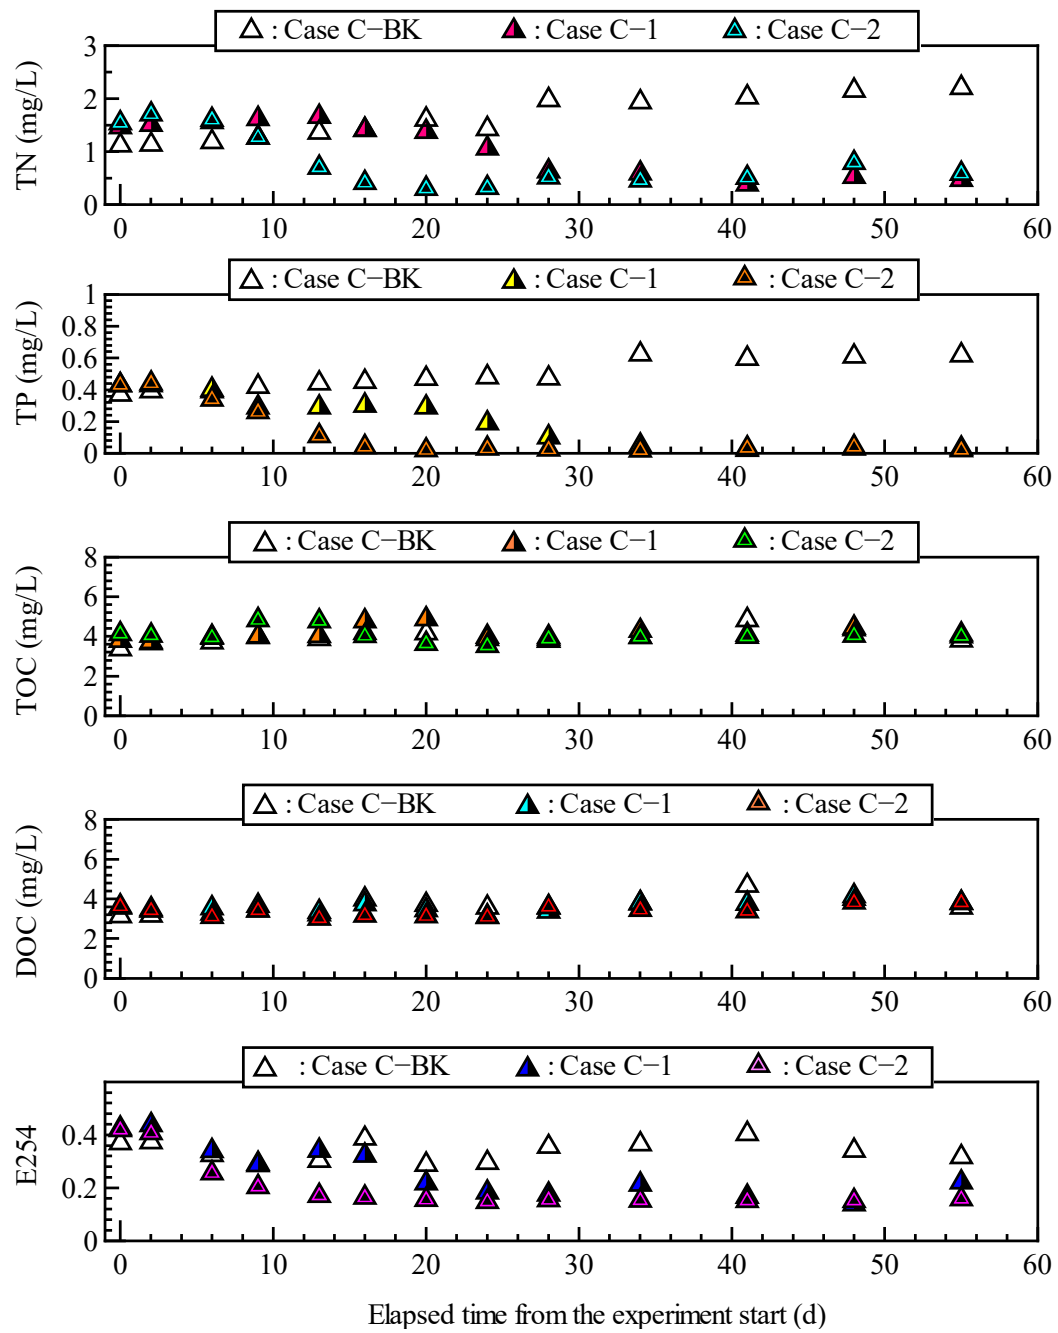 : Case C−BK : Case C−1 : Case C−2
3
2
1
0
TN (mg/L)
0 10 20 30 40 50 60
: Case C−BK : Case C−1 : Case C−2
1
0.8
0.6
0.4
0.2
0
TP (mg/L)
0 10 20 30 40 50 60
: Case C−BK : Case C−1 : Case C−2
8
6
4
2
0
TOC (mg/L)
0 10 20 30 40 50 60
: Case C−BK : Case C−1 : Case C−2
8
6
4
2
0
DOC (mg/L)
0 10 20 30 40 50 60
: Case C−BK : Case C−1 : Case C−2
0.4
0.2
0
E254
0 10 20 30 40 50 60
Elapsed time from the experiment start (d)